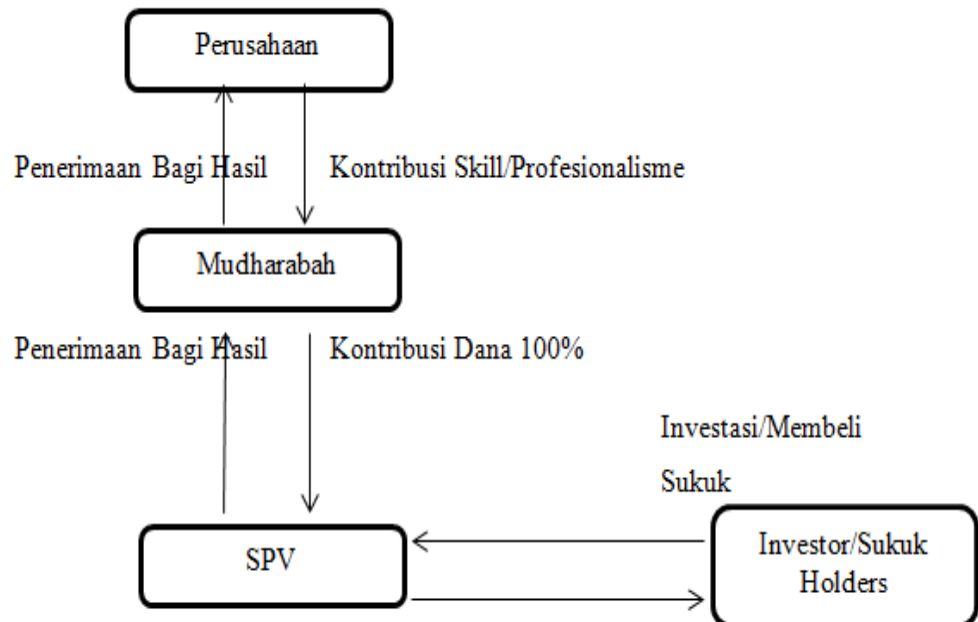 Perusahaan
Penerimaan Bagi Hasil
Kontribusi Skill/Profesionalisme
Mudharabah
Penerimaan Bagi Hasil
Kontribusi Dana 100%
Investasi/Membeli
Sukuk
SPV
Investor/Sukuk
Holders